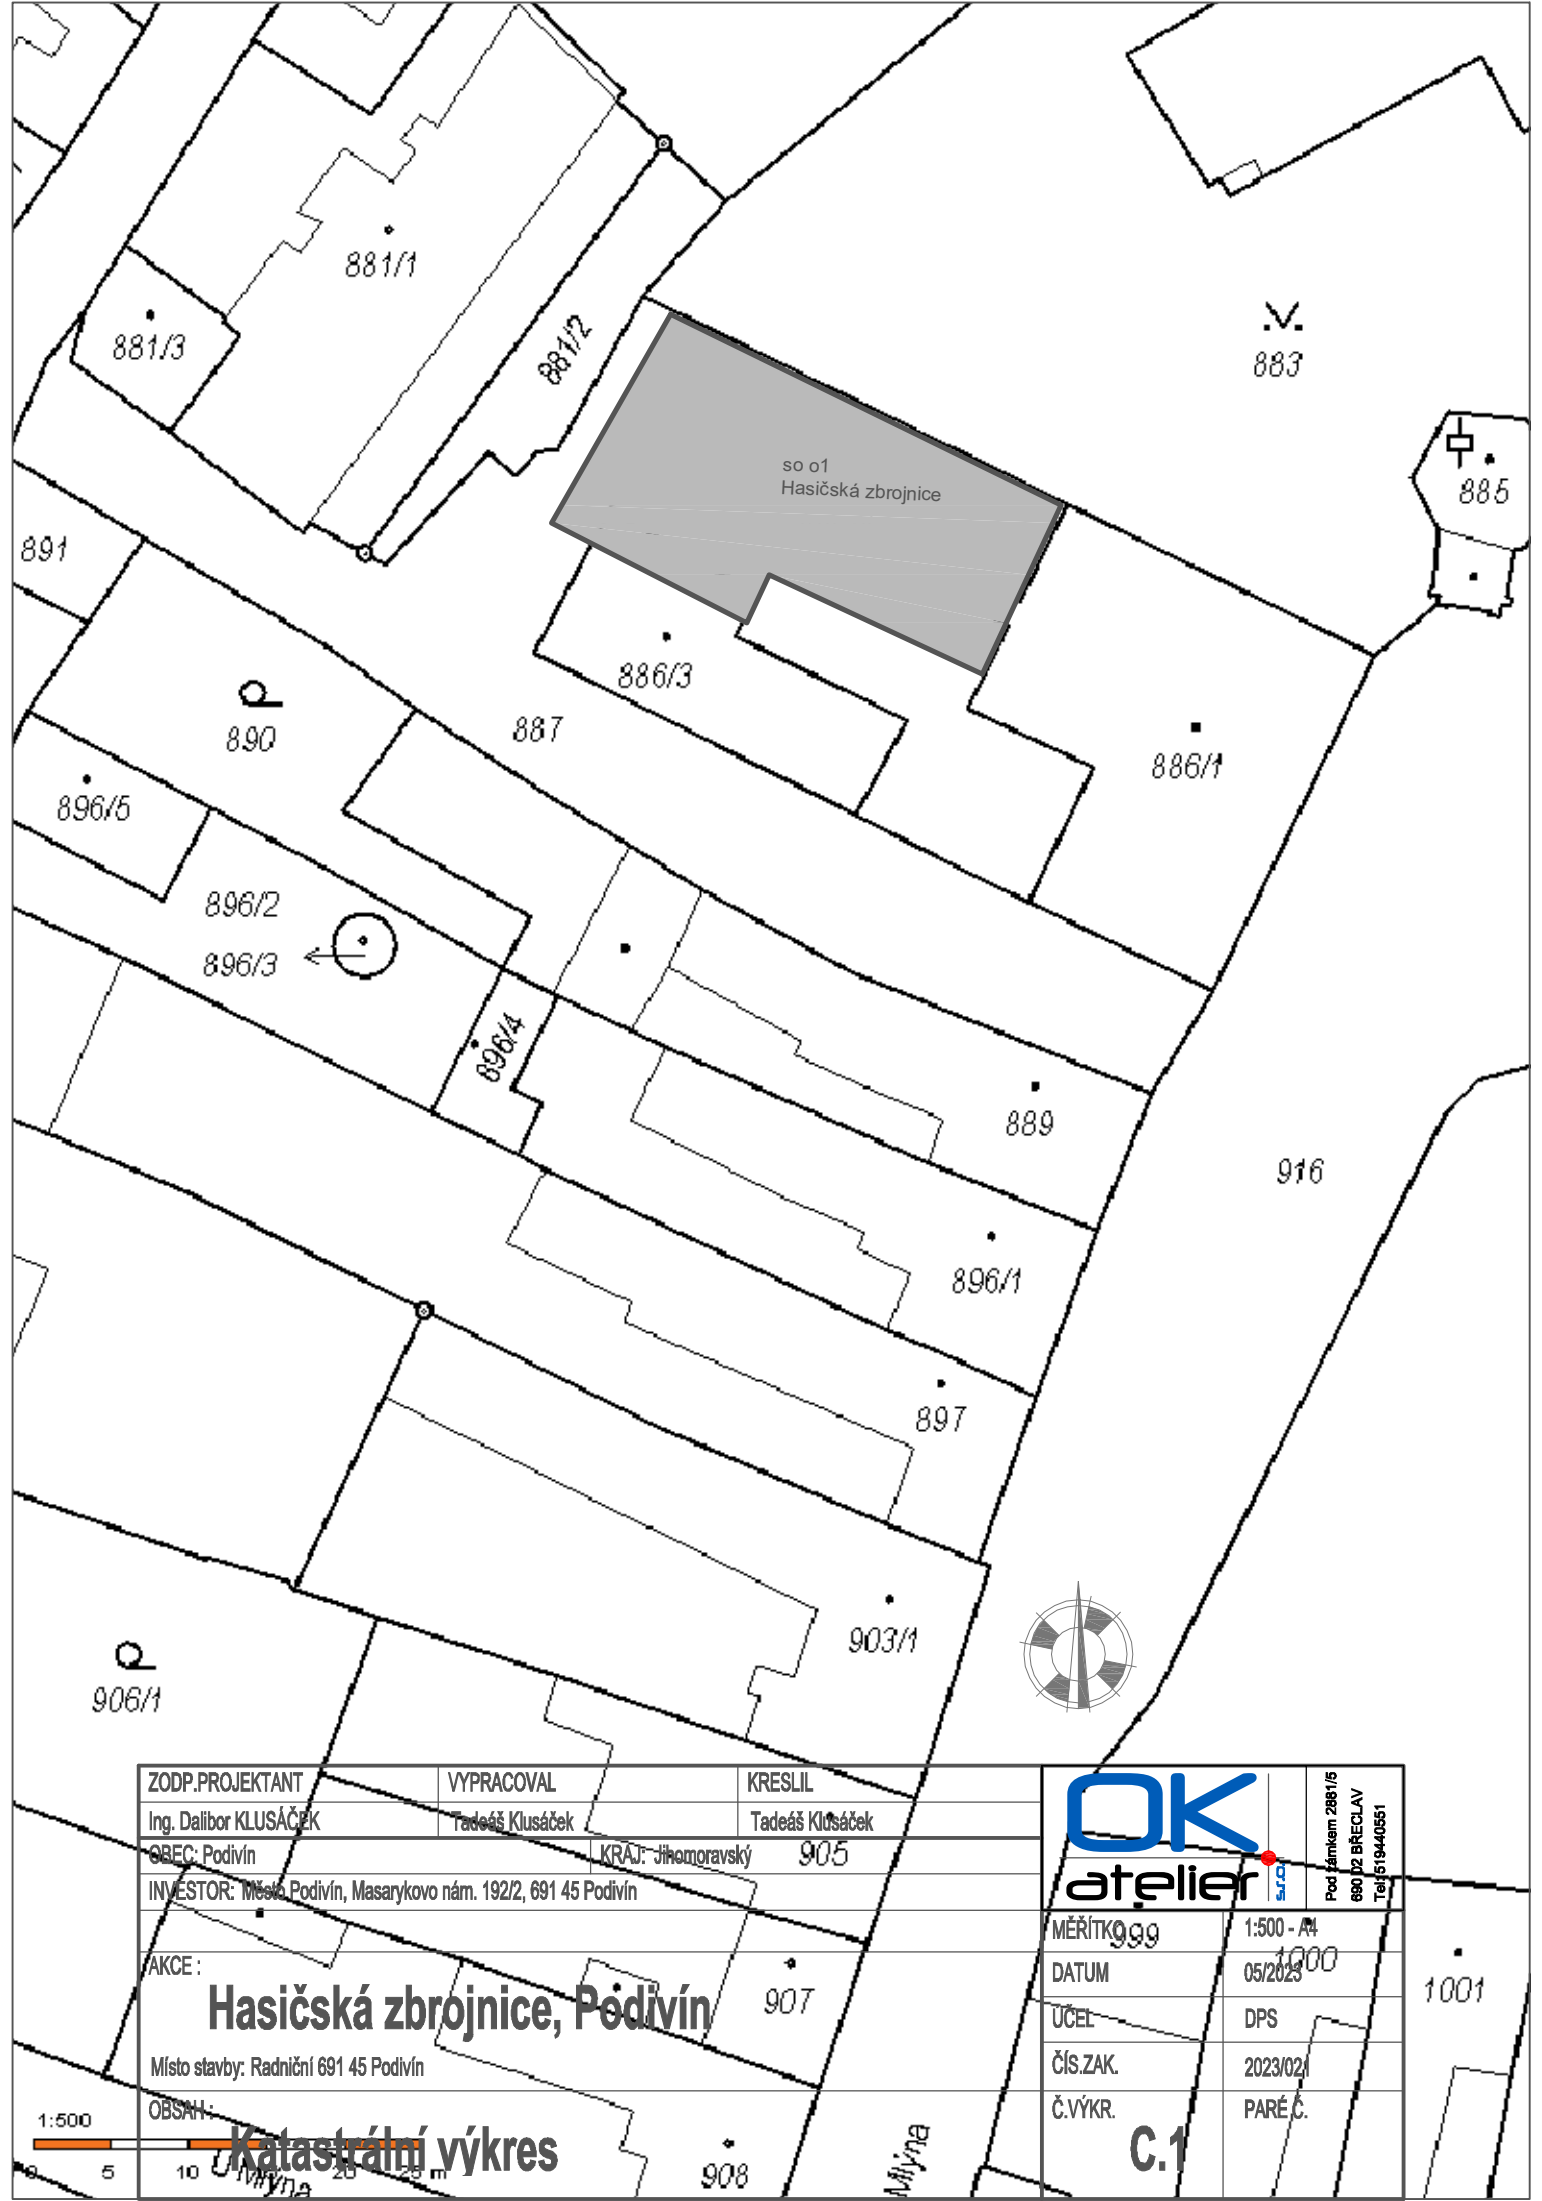 881/1
881/3
881/2
883
so o1
Hasičská zbrojnice
885
891
886/3
887
890
886/1
896/5
896/2
896/3
896/4
889
916
896/1
897
903/1
906/1
ZODP.PROJEKTANT
VYPRACOVAL
KRESLIL
Ing. Dalibor KLUSÁČEK
Tadeáš Klusáček
Tadeáš Klusáček
OBEC: Podivín
KRAJ: Jihomoravský
905
INVESTOR: Město Podivín, Masarykovo nám. 192/2, 691 45 Podivín
OK
atelier
s.r.o.
Pod zámkem 2881/5
690 02 BŘECLAV
Tel: 519440551
MĚŘÍTKO
1:500 - A4
999
1000
DATUM
05/2023
1001
ÚČEL
DPS
ČÍS.ZAK.
2023/021
Č.VÝKR.
PARÉ Č.
C.1
AKCE :
Hasičská zbrojnice, Podivín
907
Místo stavby: Radniční 691 45 Podivín
OBSAH :
Katastrální výkres
1:500
0 5 10 20 25 m
U Mlýna
908
Mlýna